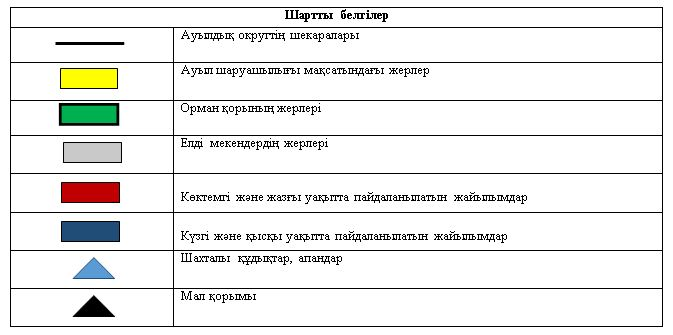 Шартты белгілер
Ауылдық округтің шекаралары
Ауыл шаруашылығы мақсатындағы жерлер
Орман қорының жерлері
Елді мекендердің жерлері
Көктемгі және жазғы уақытта пайдаланылатын жайылымдар
Күзгі және қысқы уақытта пайдаланылатын жайылымдар
Шахталы құдықтар, апандар
Мал қорымы